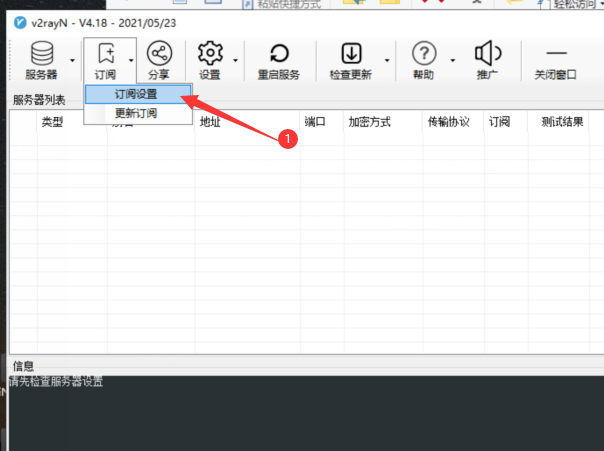 粘贴快捷方式
轻松访问
v2rayN - V4.18 - 2021/05/23
服务器 订阅 分享 设置 重启服务 检查更新 帮助 推广 关闭窗口
订阅设置
更新订阅
服务器列表
类型 地址 端口 加密方式 传输协议 订阅 测试结果
1
信息
请先检查服务器设置